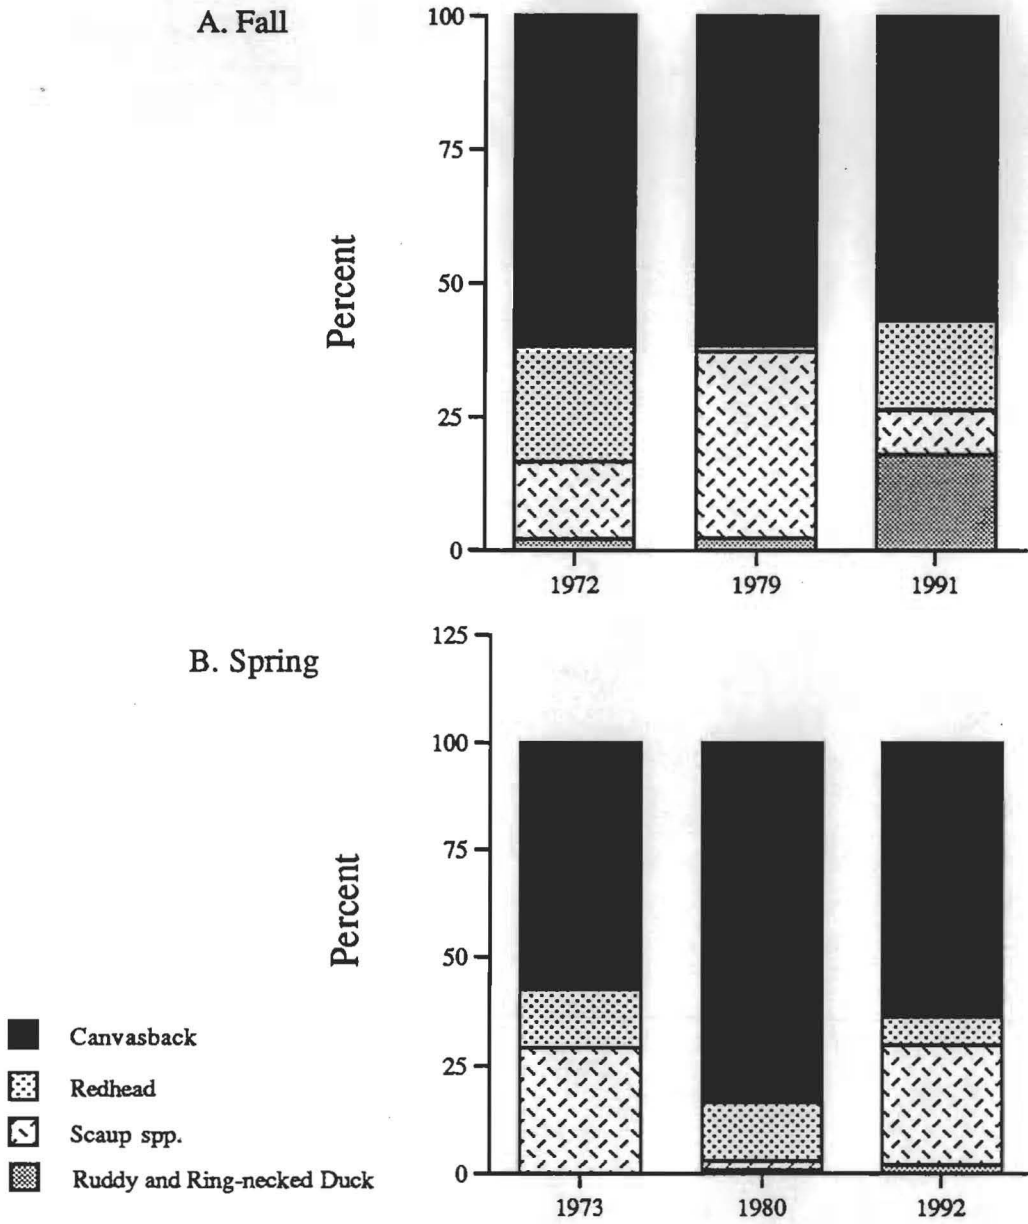 A. Fall
100
75
50
25
0
Percent
1972 1979 1991
B. Spring
125
100
75
50
25
0
Percent
1973 1980 1992
Canvasback
Redhead
Scaup spp.
Ruddy and Ring-necked Duck